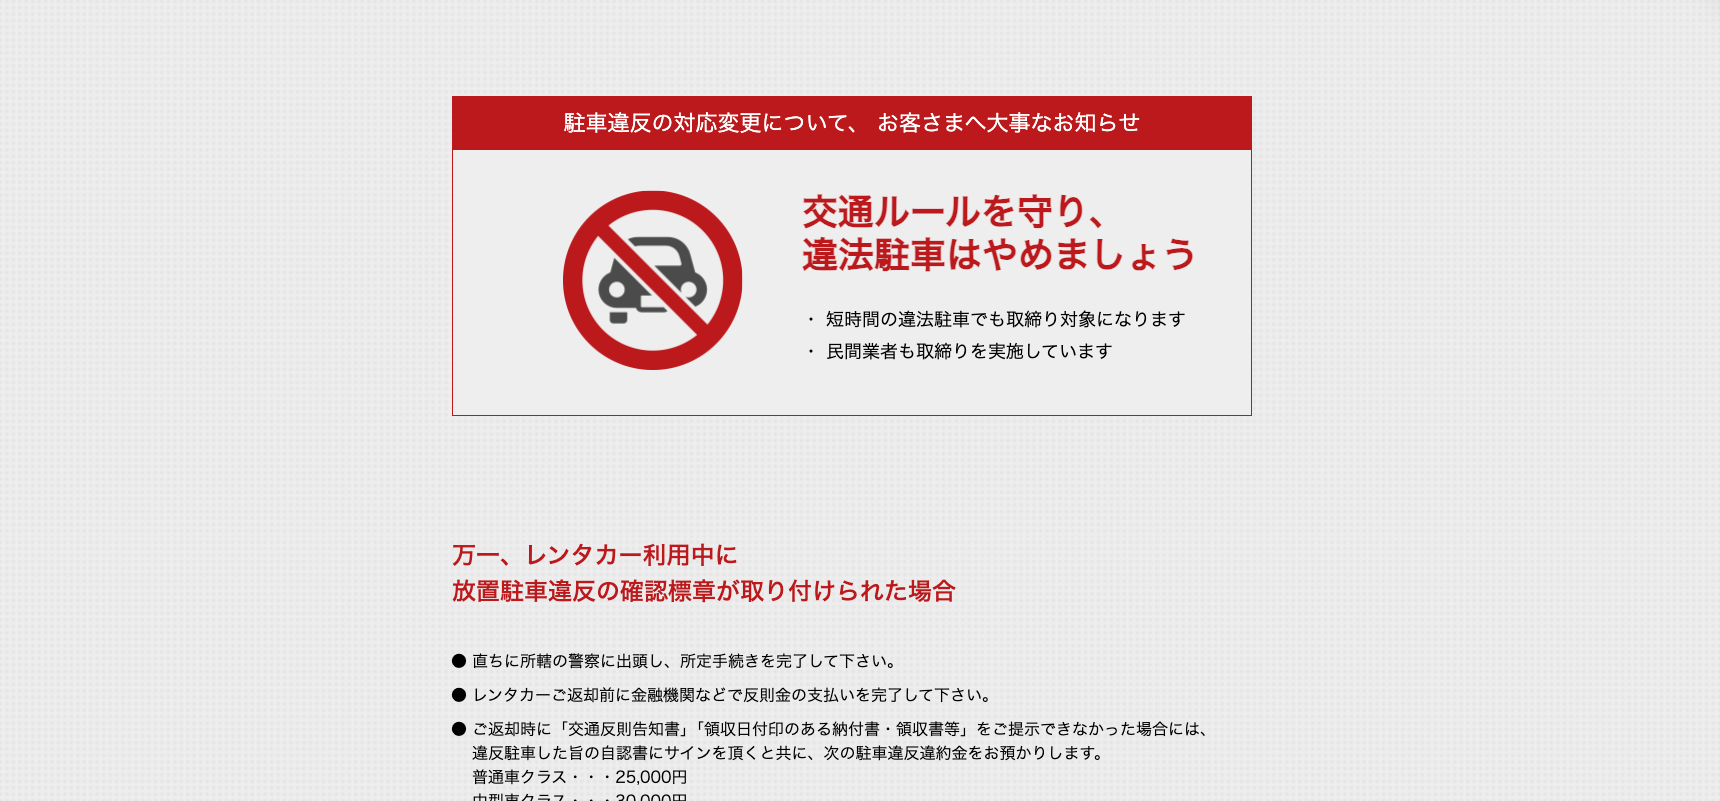 駐車違反の対応変更について、 お客さまへ大事なお知らせ
交通ルールを守り、
違法駐車はやめましょう
・ 短時間の違法駐車でも取締り対象になります
・ 民間業者も取締りを実施しています
万一、レンタカー利用中に
放置駐車違反の確認標章が取り付けられた場合
● 直ちに所轄の警察に出頭し、所定手続きを完了して下さい。
● レンタカーご返却前に金融機関などで反則金の支払いを完了して下さい。
● ご返却時に「交通反則告知書」「領収日付印のある納付書・領収書等」をご提示できなかった場合には、
違反駐車した旨の自認書にサインを頂くと共に、次の駐車違反違約金をお預かりします。
普通車クラス・・・25,000円
中型車クラス・・・30,000円